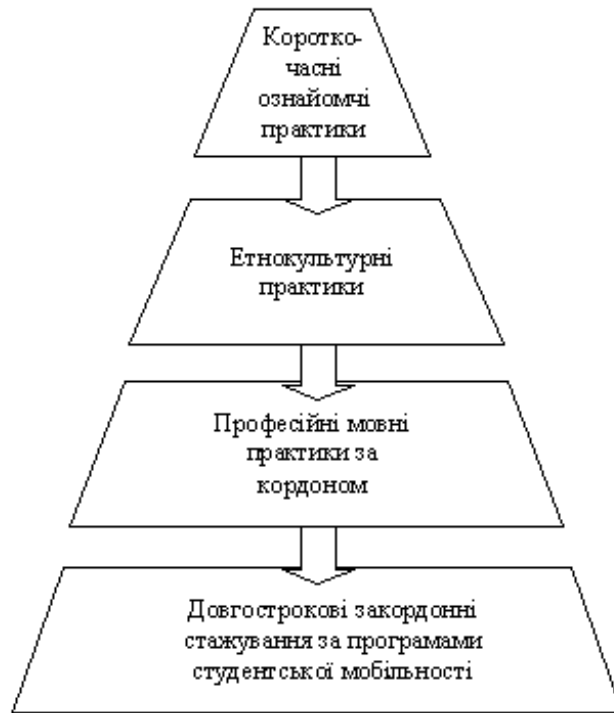 Коротко-
часні
ознайомчі
практики
Етнокультурні
практики
Професійні мовні
практики за
кордоном
Довгострокові закордонні
стажування за програмами
студентської мобільності